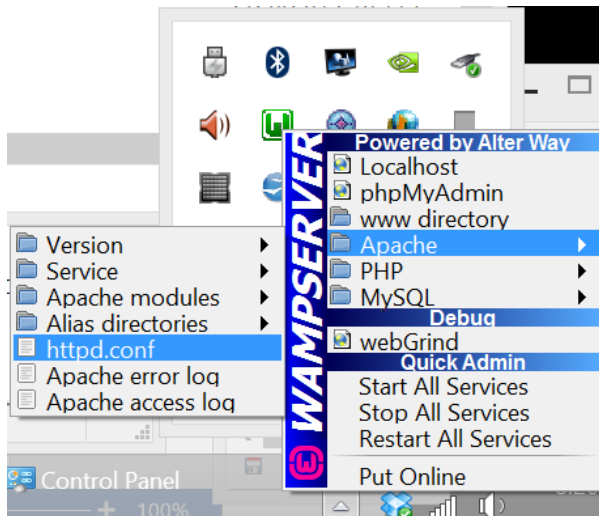 Powered by Alter Way
Localhost
phpMyAdmin
www directory
Apache
PHP
MySQL
Debug
webGrind
Quick Admin
Start All Services
Stop All Services
Restart All Services
Put Online
WAMPSERVER
Version
Service
Apache modules
Alias directories
httpd.conf
Apache error log
Apache access log
Control Panel
100%